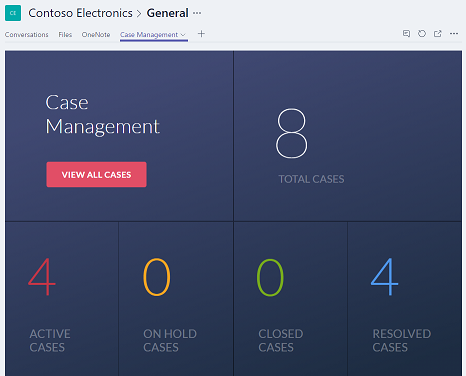 CE Contoso Electronics > General ···
Conversations Files OneNote Case Management +
Case
Management
VIEW ALL CASES
8
TOTAL CASES
4 0 0 4
ACTIVE
CASES
ON HOLD
CASES
CLOSED
CASES
RESOLVED
CASES